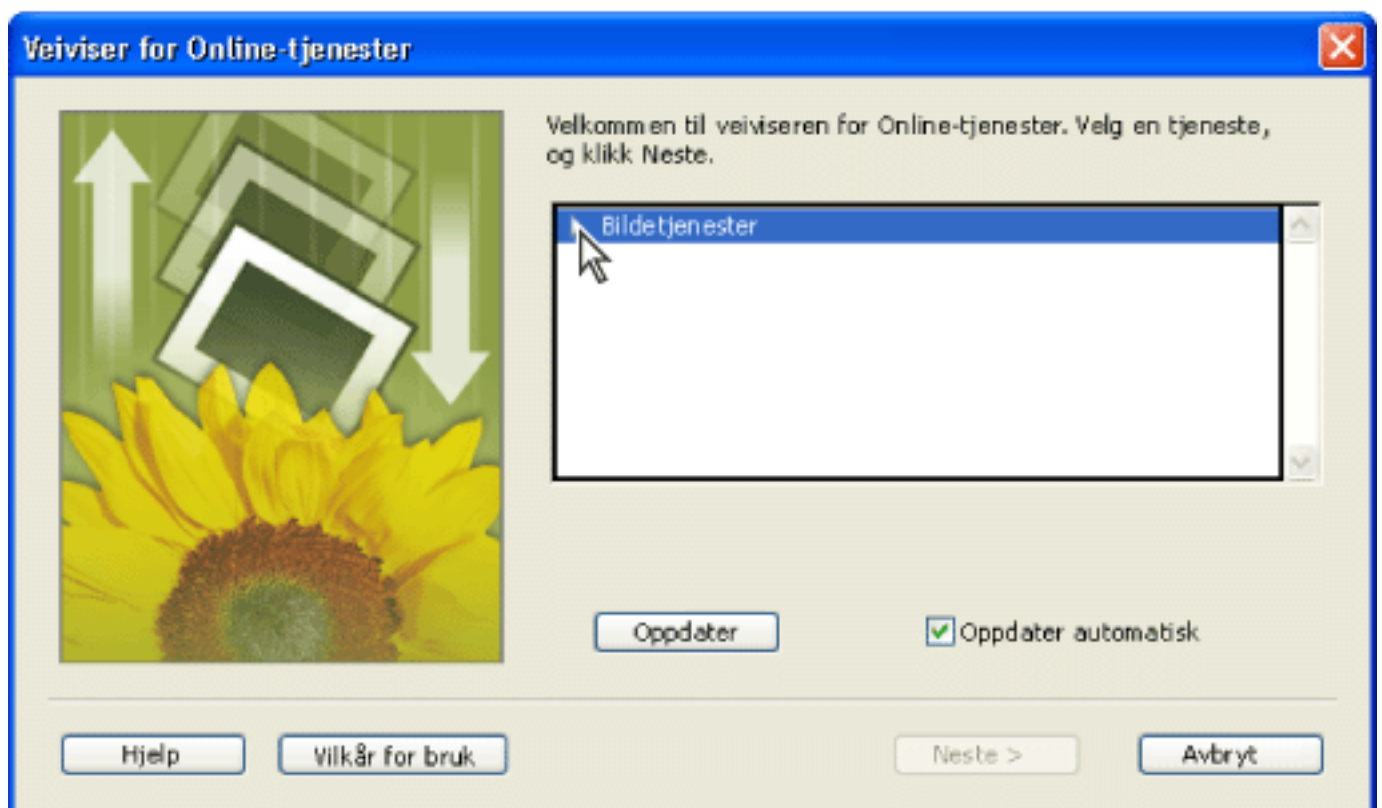 Veiviser for Online-tjenester
Velkommen til veiviseren for Online-tjenester. Velg en tjeneste,
og klikk Neste.
Bildetjenester
Oppdater
Oppdater automatisk
Hjelp
Vilkår for bruk
Neste >
Avbryt